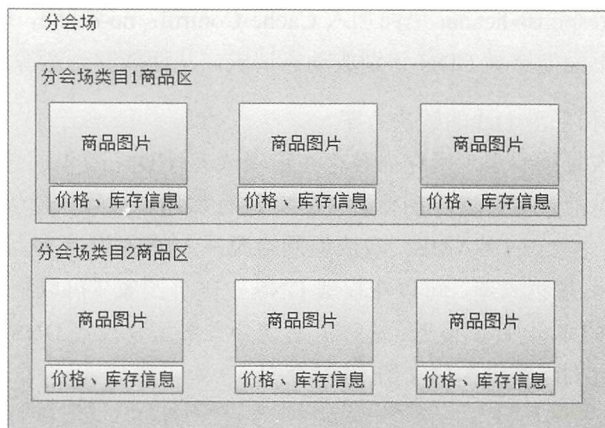 分会场
分会场类目1商品区
商品图片 商品图片 商品图片
价格、库存信息 价格、库存信息 价格、库存信息
分会场类目2商品区
商品图片 商品图片 商品图片
价格、库存信息 价格、库存信息 价格、库存信息